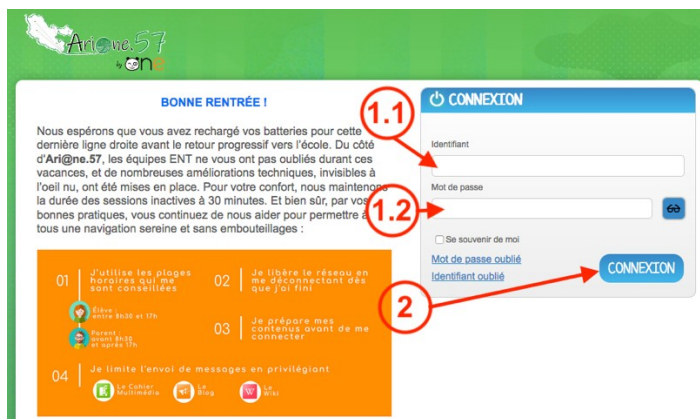 Ari@ne.57
by One
BONNE RENTRÉE !
Nous espérons que vous avez rechargé vos batteries pour cette
dernière ligne droite avant le retour progressif vers l'école. Du côté
d'Ari@ne.57, les équipes ENT ne vous ont pas oubliés durant ces
vacances, et de nombreuses améliorations techniques, invisibles à
l'oeil nu, ont été mises en place. Pour votre confort, nous maintenons
la durée des sessions inactives à 30 minutes. Et bien sûr, par vos
bonnes pratiques, vous continuez de nous aider pour permettre à
tous une navigation sereine et sans embouteillages :
01 J'utilise les plages
horaires qui me
sont conseillées
Élève :
entre 8h30 et 17h
Parent :
avant 8h30
et après 17h
02 Je libère le réseau en
me déconnectant dès
que j'ai fini
03 Je prépare mes
contenus avant de me
connecter
04 Je limite l'envoi de messages en privilégiant
Le Cahier
Multimédia
Le
Blog
Le
Wiki
CONNEXION
1.1
Identifiant
Mot de passe
1.2
Se souvenir de moi
Mot de passe oublié
Identifiant oublié
CONNEXION
2